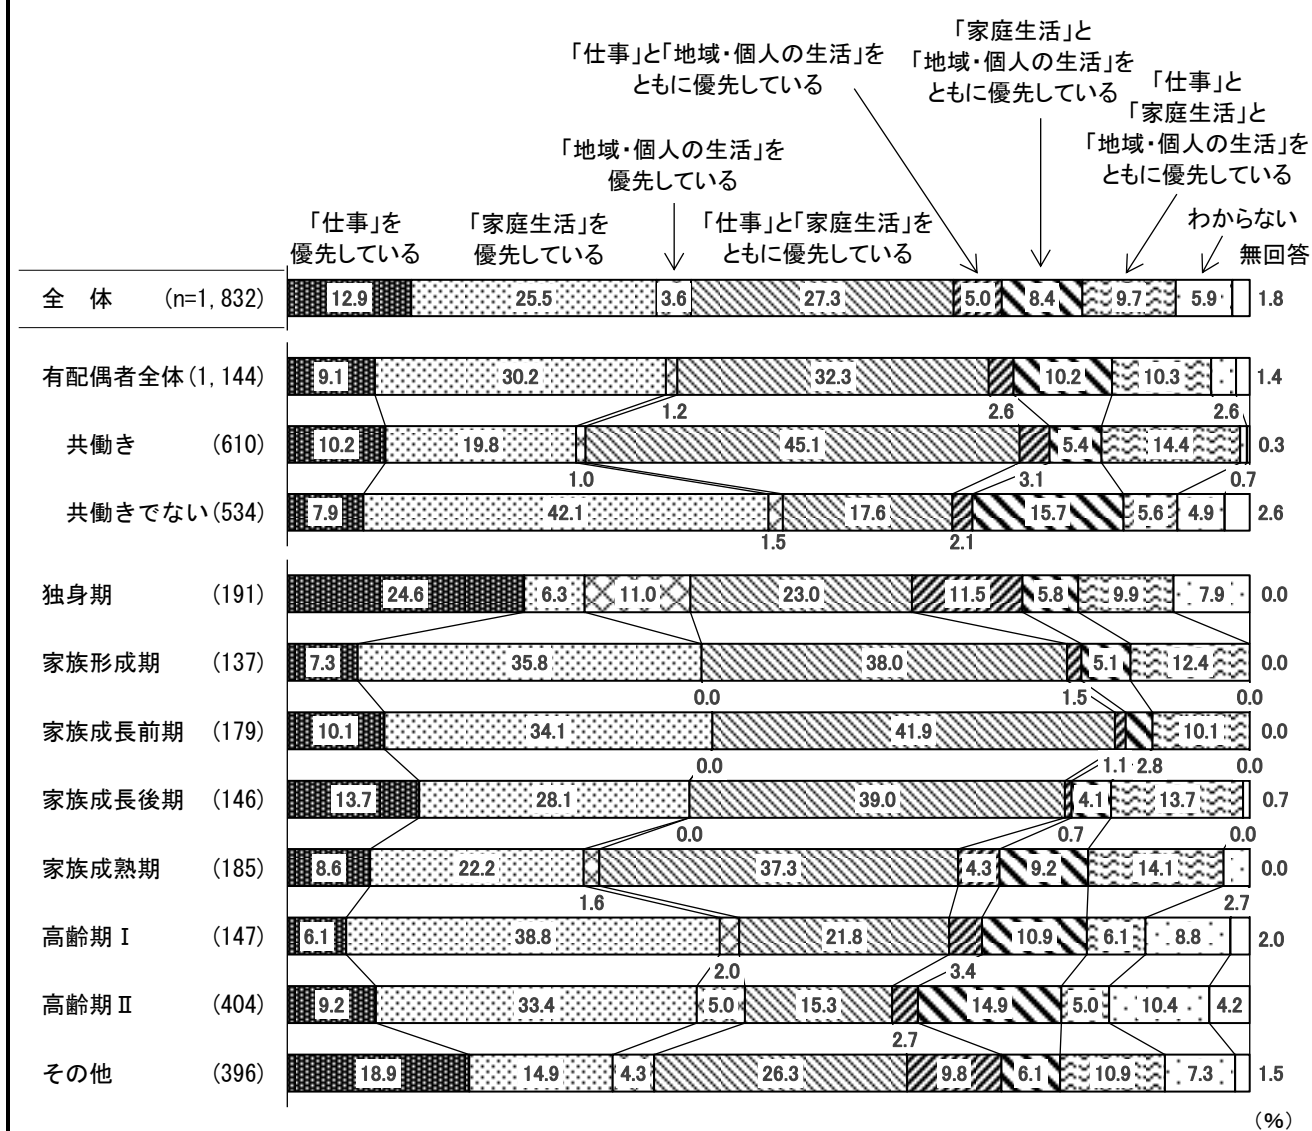 「家庭生活」と
「地域・個人の生活」を
ともに優先している
「仕事」と「地域・個人の生活」を
ともに優先している
「仕事」と
「家庭生活」と
「地域・個人の生活」を
ともに優先している
「地域・個人の生活」を
優先している
「仕事」を
優先している
「家庭生活」を
優先している
「仕事」と「家庭生活」を
ともに優先している
わからない
無回答
全 体 (n=1,832) 12.9 25.5 3.6 27.3 5.0 8.4 9.7 5.9 1.8
有配偶者全体(1,144) 9.1 30.2 32.3 10.2 10.3 1.4
1.2 2.6 2.6
共働き (610) 10.2 19.8 45.1 5.4 14.4 0.3
1.0 3.1 0.7
共働きでない(534) 7.9 42.1 17.6 15.7 5.6 4.9 2.6
1.5 2.1
独身期 (191) 24.6 6.3 11.0 23.0 11.5 5.8 9.9 7.9 0.0
家族形成期 (137) 7.3 35.8 38.0 5.1 12.4 0.0
0.0 1.5 0.0
家族成長前期 (179) 10.1 34.1 41.9 10.1 0.0
0.0 1.1 2.8 0.0
家族成長後期 (146) 13.7 28.1 39.0 4.1 13.7 0.7
0.0 0.7 0.0
家族成熟期 (185) 8.6 22.2 37.3 4.3 9.2 14.1 0.0
1.6 2.7
高齢期Ⅰ (147) 6.1 38.8 21.8 10.9 6.1 8.8 2.0
2.0 3.4
高齢期Ⅱ (404) 9.2 33.4 5.0 15.3 14.9 5.0 10.4 4.2
2.7
その他 (396) 18.9 14.9 4.3 26.3 9.8 6.1 10.9 7.3 1.5
(%)